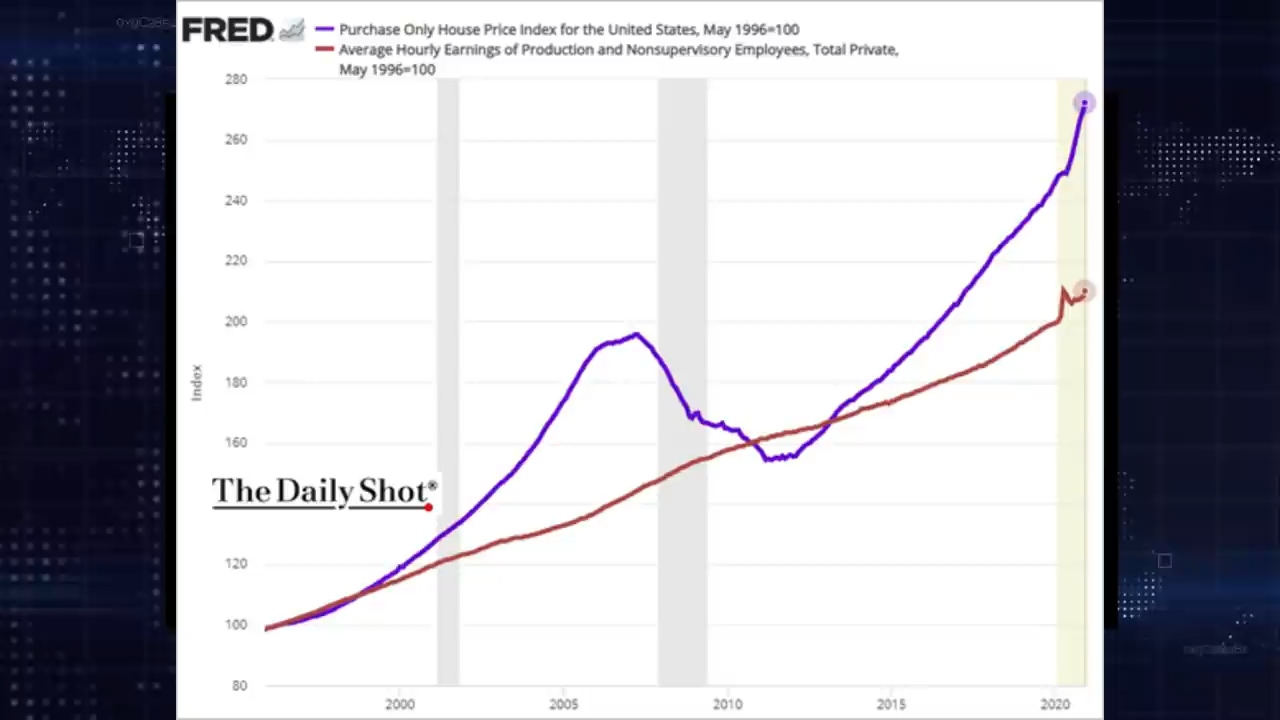 FRED
Purchase Only House Price Index for the United States, May 1996=100
Average Hourly Earnings of Production and Nonsupervisory Employees, Total Private,
May 1996=100
280
260
240
220
200
180
160
120
100
80
Index
The Daily Shot®
2000
2005
2010
2015
2020